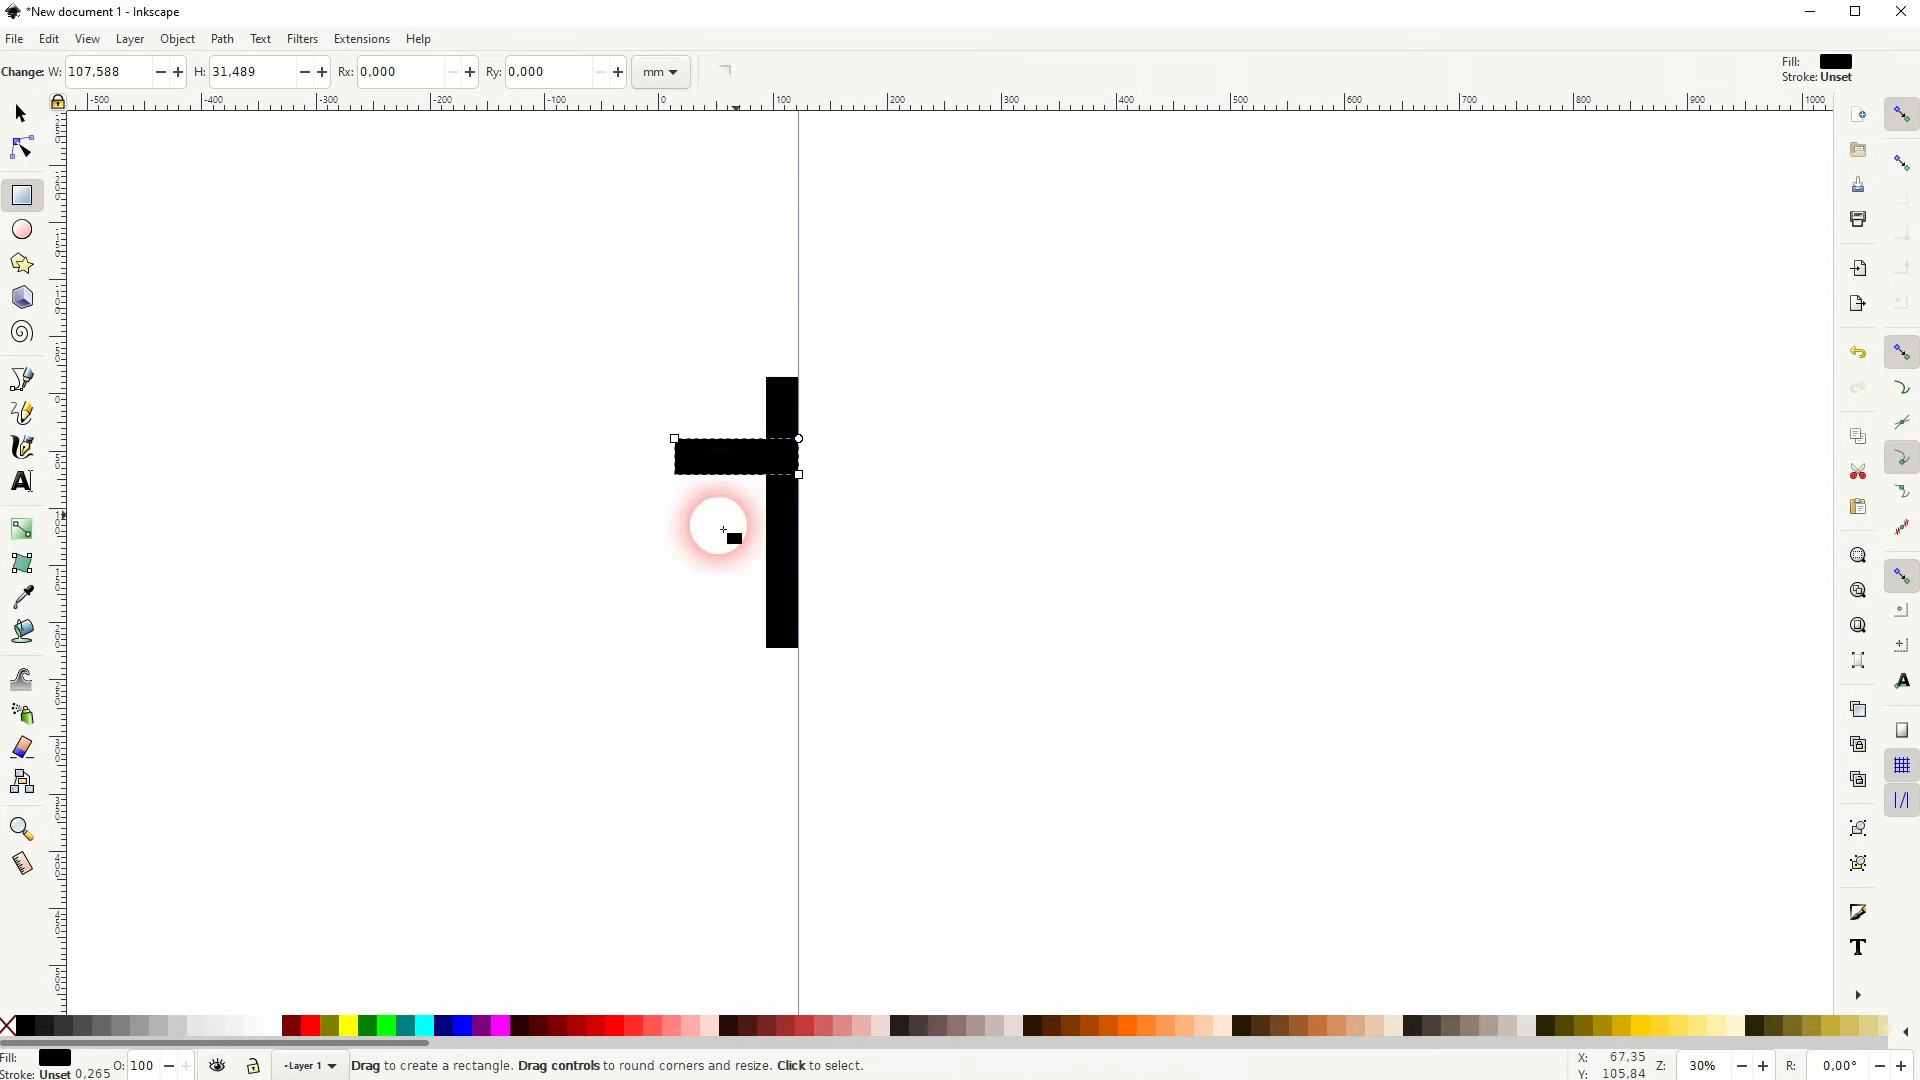 *New document 1 - Inkscape
File Edit View Layer Object Path Text Filters Extensions Help
Change: W: 107,588 H: 31,489 Rx: 0,000 Ry: 0,000 mm
Fill:
Stroke: Unset
-500 -400 -300 -200 -100 0 100 200 300 400 500 600 700 800 900 1000
Fill:
Stroke: Unset 0,265 O: 100 -Layer 1 Drag to create a rectangle. Drag controls to round corners and resize. Click to select.
X: 67,35
Y: 105,84
Z: 30% R: 0,00°